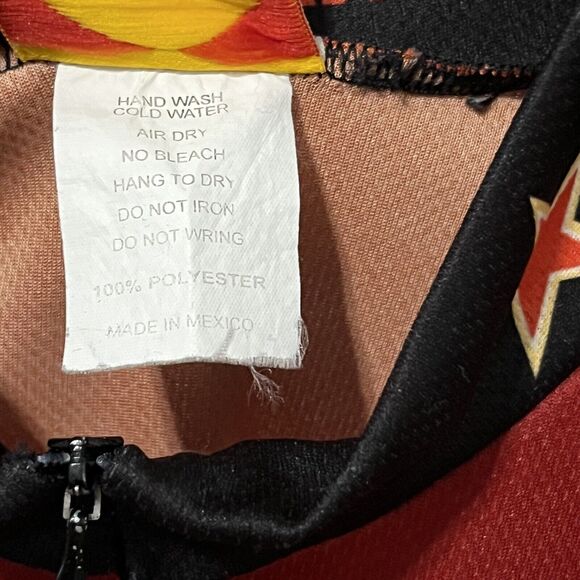 HAND WASH
COLD WATER
AIR DRY
NO BLEACH
HANG TO DRY
DO NOT IRON
DO NOT WRING
100% POLYESTER
MADE IN MEXICO